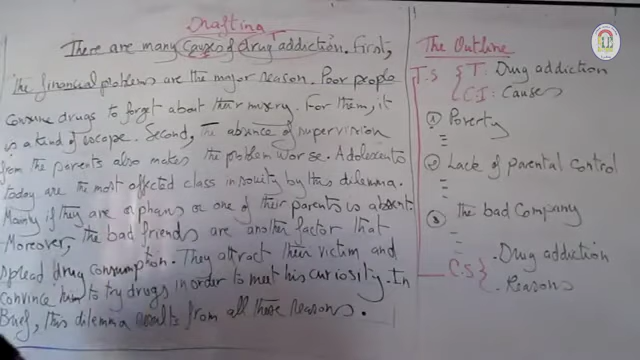 Drafting
There are many causes of drug addiction. First,
the financial problems are the major reason. Poor people
consume drugs to forget about their misery. For them, it
is a kind of escape. Second, the absence of supervision
from the parents also makes the problem worse. Adolescents
today are the most affected class in society by this dilemma.
Mainly if they are orphans or one of their parents is absent.
Moreover, the bad friends are another factor that
spread drug consumption. They attract their victim and
convince him to try drugs in order to meet his curiosity. In
Brief, this dilemma results from all these reasons.
The Outline
T.S { T: Drug addiction
C.I: Causes
① Poverty
② Lack of parental control
③ The bad Company
C.S } . Drug addiction
. Reasons